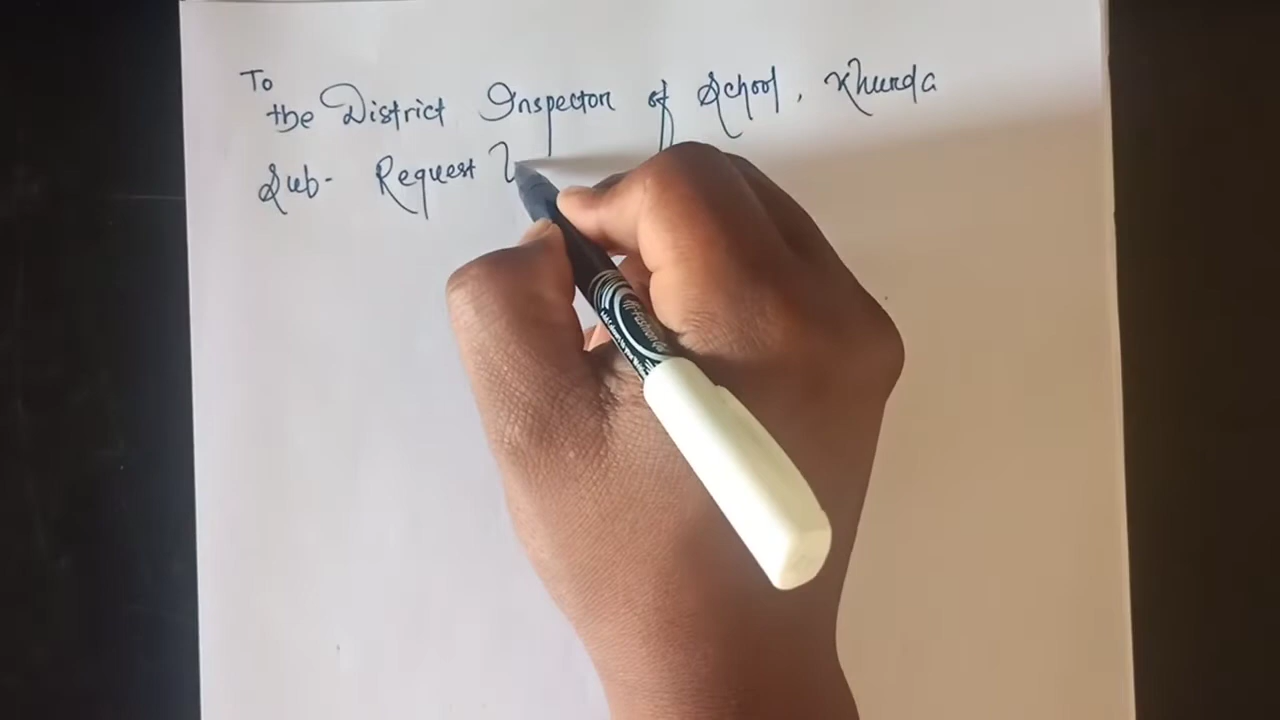 To
the District Inspector of School, Khurda
Sub- Request